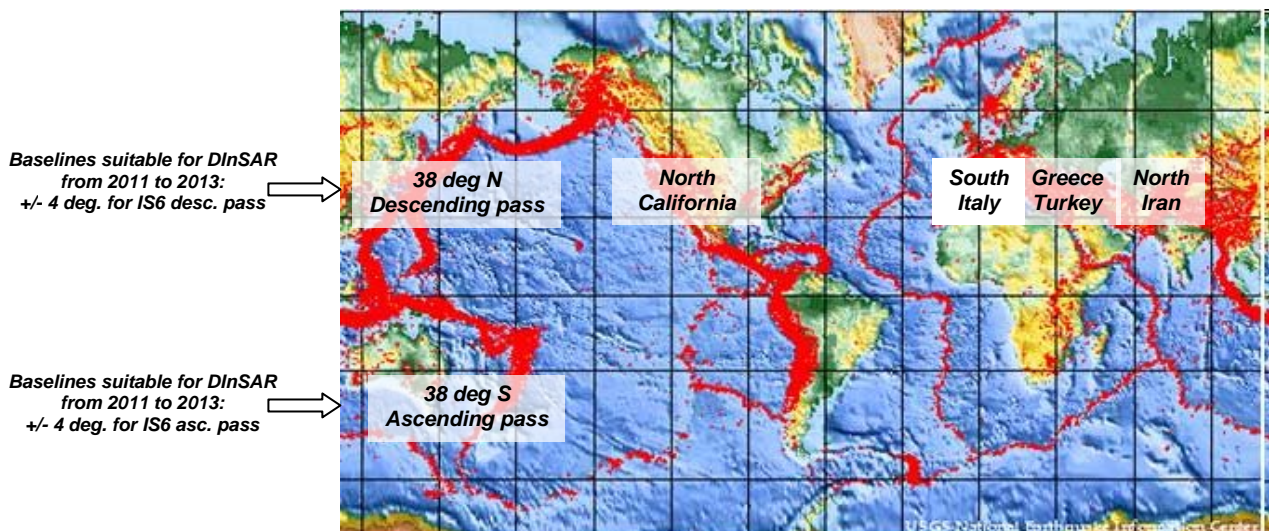 Baselines suitable for DInSAR
from 2011 to 2013:
+/- 4 deg. for IS6 desc. pass
38 deg N
Descending pass
North
California
South
Italy
Greece
Turkey
North
Iran
Baselines suitable for DInSAR
from 2011 to 2013:
+/- 4 deg. for IS6 asc. pass
38 deg S
Ascending pass
USGS National Earthquake Information Center